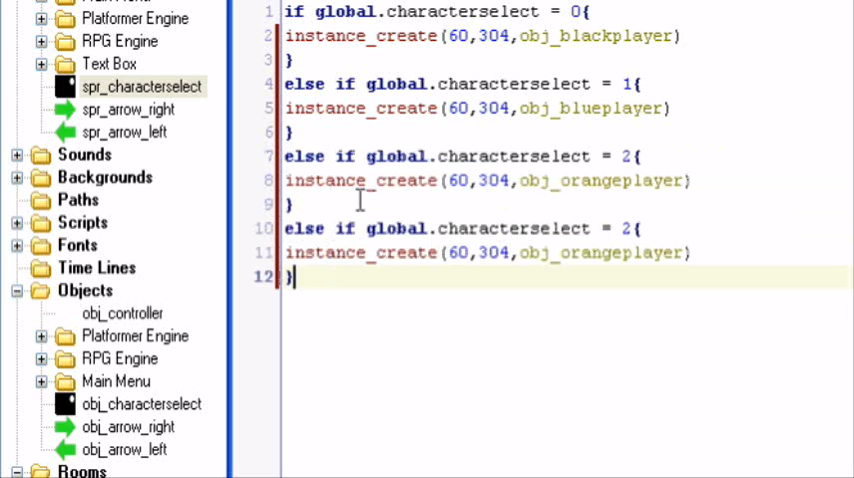 Platformer Engine
RPG Engine
Text Box
spr_characterselect
spr_arrow_right
spr_arrow_left
Sounds
Backgrounds
Paths
Scripts
Fonts
Time Lines
Objects
obj_controller
Platformer Engine
RPG Engine
Main Menu
obj_characterselect
obj_arrow_right
obj_arrow_left
Rooms
1 if global.characterselect = 0{
2 instance_create(60,304,obj_blackplayer)
3 }
4 else if global.characterselect = 1{
5 instance_create(60,304,obj_blueplayer)
6 }
7 else if global.characterselect = 2{
8 instance_create(60,304,obj_orangeplayer)
9 }
10 else if global.characterselect = 2{
11 instance_create(60,304,obj_orangeplayer)
12 }